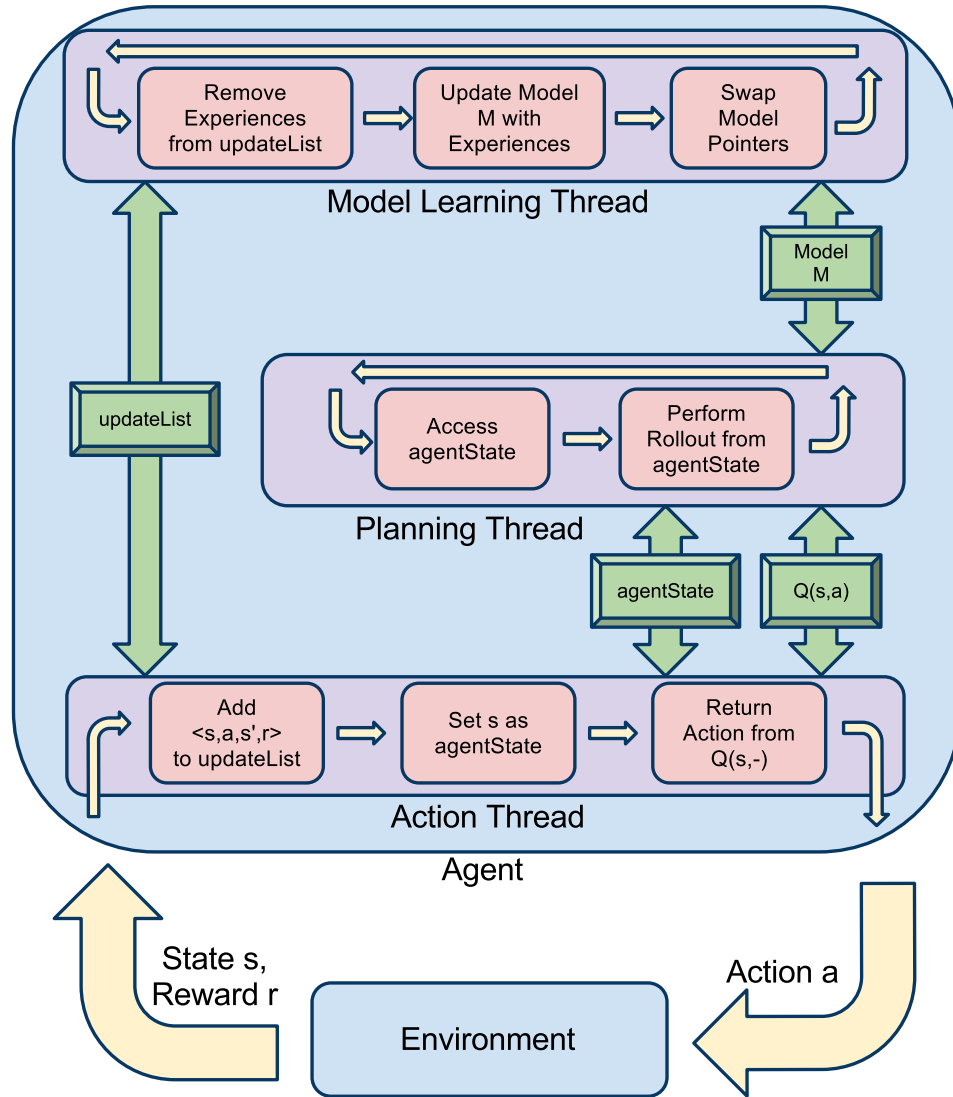 Remove
Experiences
from updateList
Update Model
M with
Experiences
Swap
Model
Pointers
Model Learning Thread
Model
M
updateList
Access
agentState
Perform
Rollout from
agentState
Planning Thread
agentState
Q(s,a)
Add
<s,a,s',r>
to updateList
Set s as
agentState
Return
Action from
Q(s,-)
Action Thread
Agent
State s,
Reward r
Action a
Environment